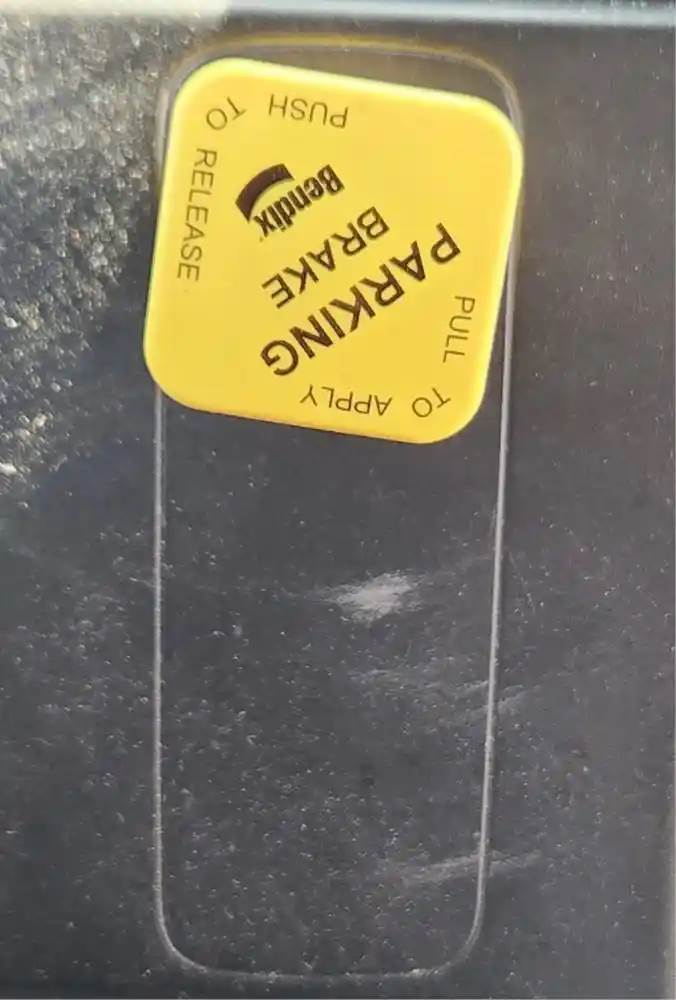 PUSH
TO RELEASE
Bendix
PARKING
BRAKE
PULL
TO APPLY